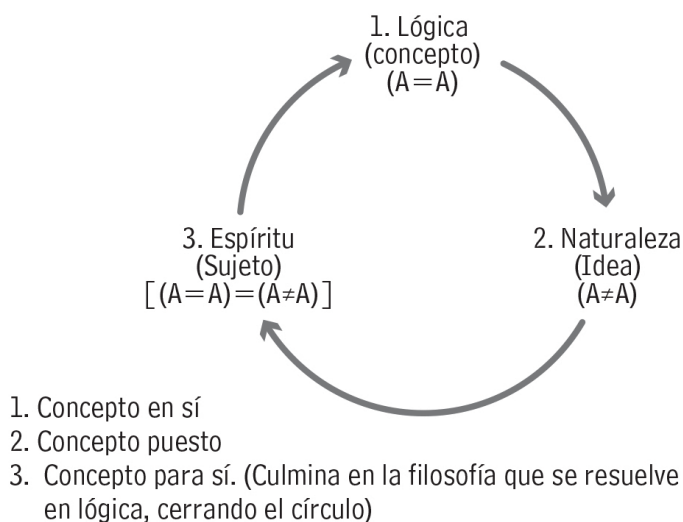 1. Lógica
(concepto)
(A=A)
3. Espíritu
(Sujeto)
[(A=A)=(A≠A)]
2. Naturaleza
(Idea)
(A≠A)
1. Concepto en sí
2. Concepto puesto
3. Concepto para sí. (Culmina en la filosofía que se resuelve
en lógica, cerrando el círculo)